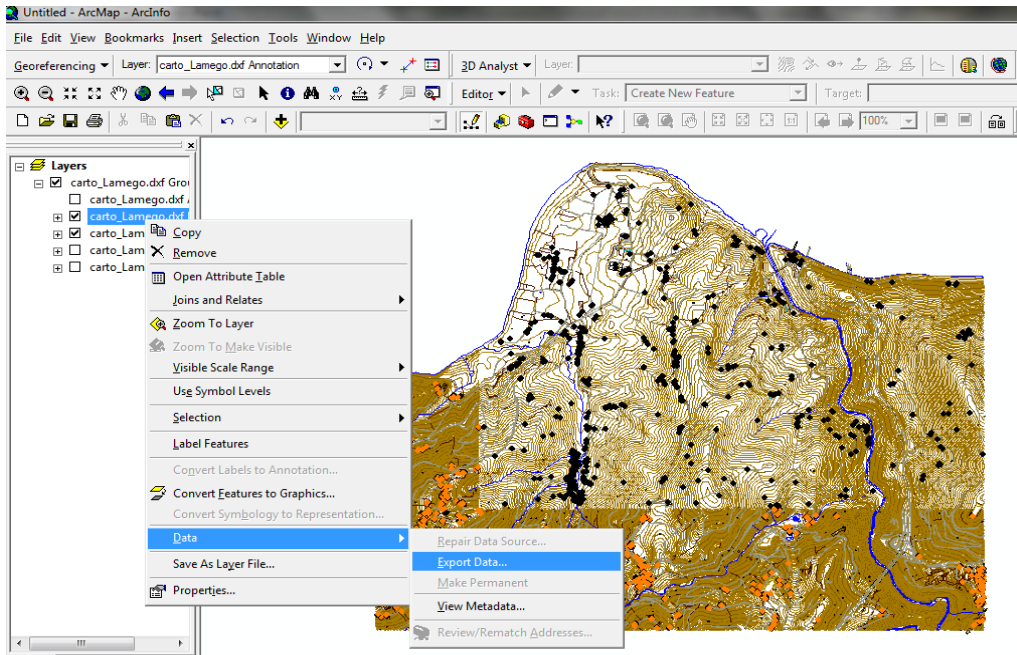 Untitled - ArcMap - ArcInfo
File Edit View Bookmarks Insert Selection Tools Window Help
Georeferencing Layer: carto_Lamego.dxf Annotation 3D Analyst Layer:
Editor Task: Create New Feature Target:
100%
Layers
carto_Lamego.dxf Grou
carto_Lamego.dxf
carto_Lamego.dxf
carto_Lam
carto_Lam
carto_Lam
Copy
Remove
Open Attribute Table
Joins and Relates
Zoom To Layer
Zoom To Make Visible
Visible Scale Range
Use Symbol Levels
Selection
Label Features
Convert Labels to Annotation...
Convert Features to Graphics...
Convert Symbology to Representation...
Data
Save As Layer File...
Properties...
Repair Data Source...
Export Data...
Make Permanent
View Metadata...
Review/Rematch Addresses...